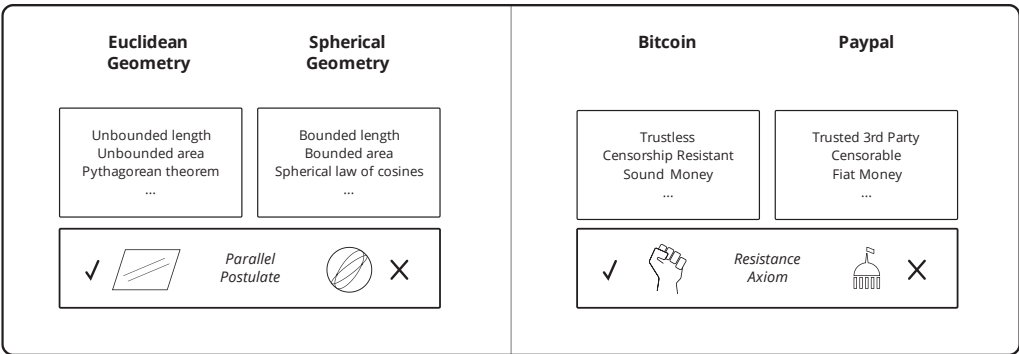 Euclidean
Geometry
Spherical
Geometry
Unbounded length
Unbounded area
Pythagorean theorem
...
Bounded length
Bounded area
Spherical law of cosines
...
Parallel
Postulate
Bitcoin
Paypal
Trustless
Censorship Resistant
Sound Money
...
Trusted 3rd Party
Censorable
Fiat Money
...
Resistance
Axiom